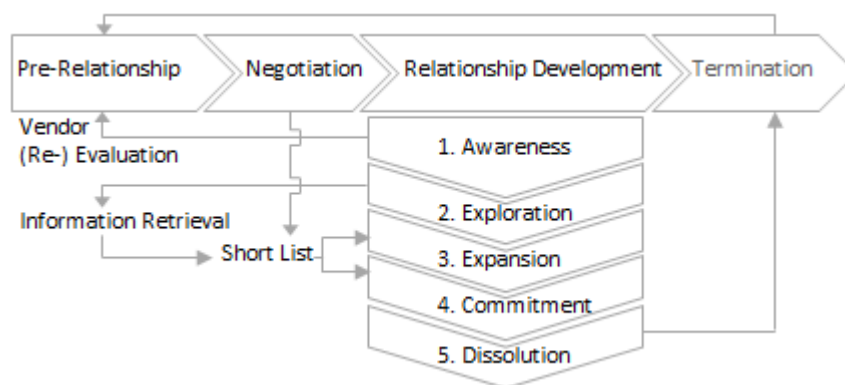 Pre-Relationship
Negotiation
Relationship Development
Termination
Vendor
(Re-) Evaluation
1. Awareness
2. Exploration
Information Retrieval
Short List
3. Expansion
4. Commitment
5. Dissolution